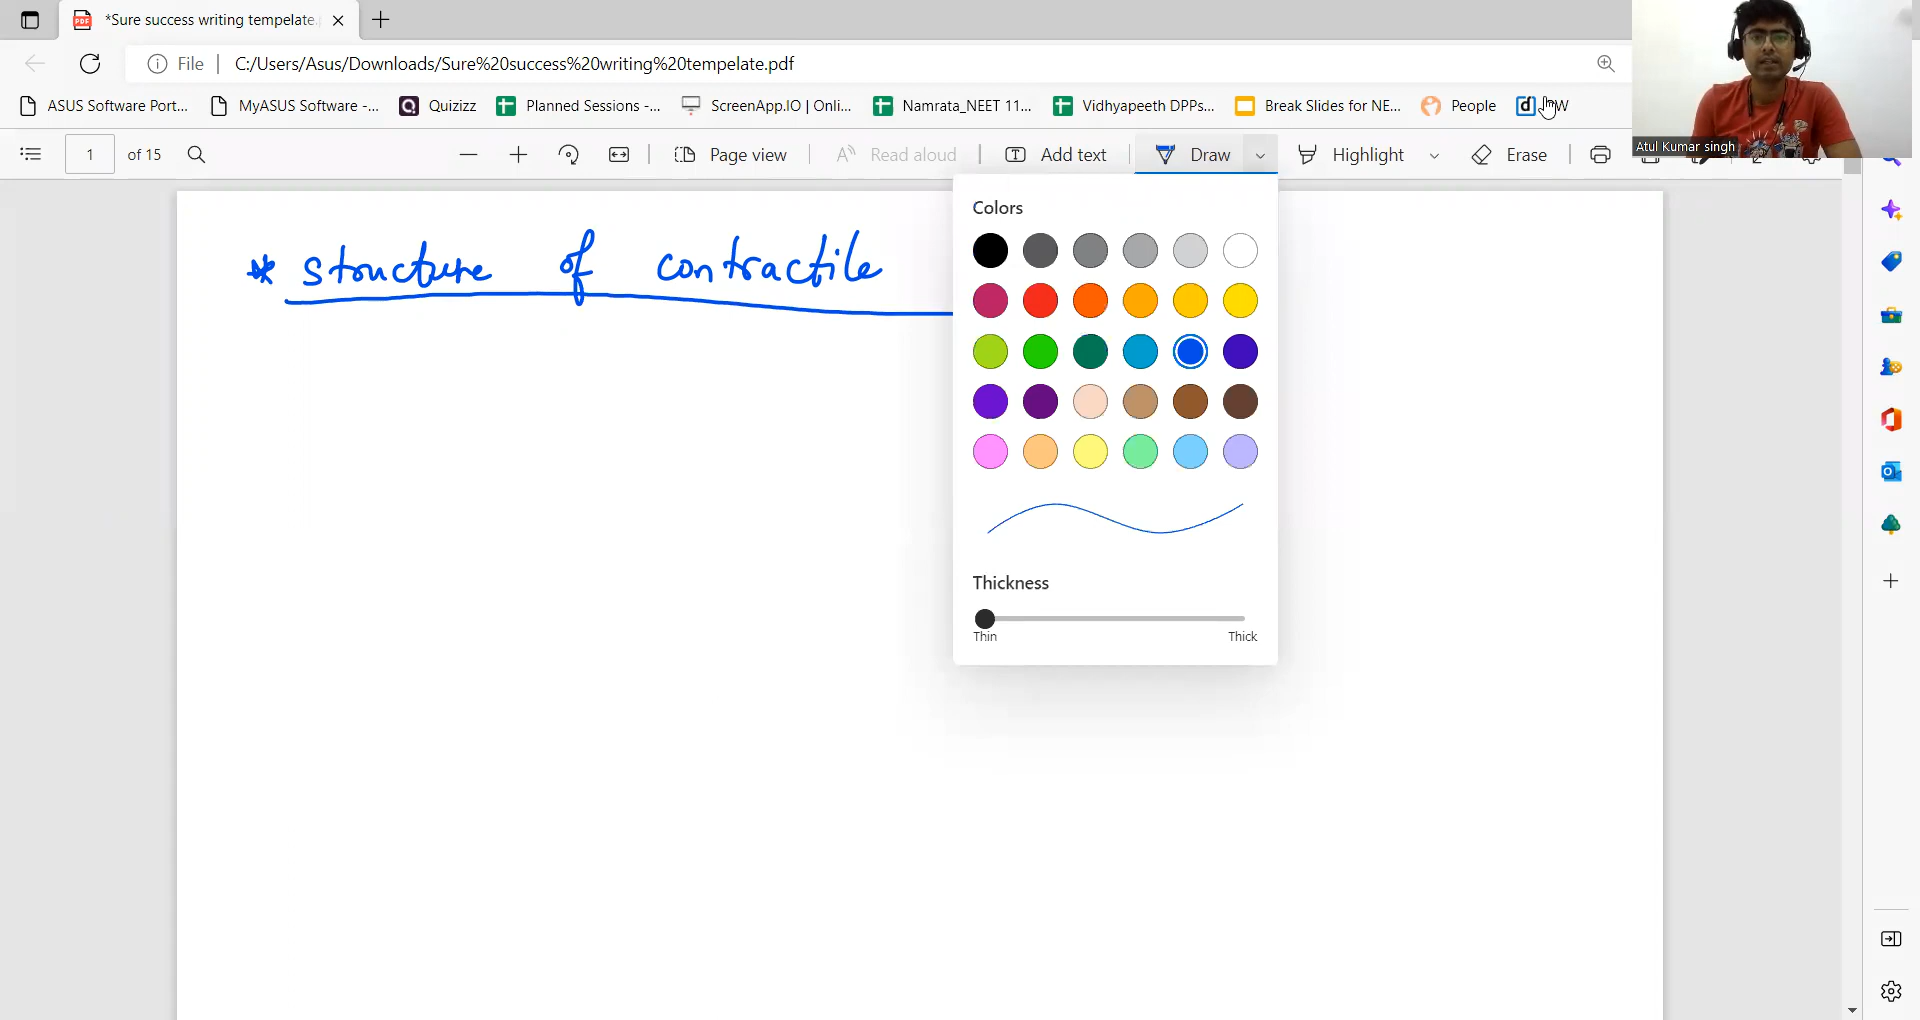 *Sure success writing tempelate.
File | C:/Users/Asus/Downloads/Sure%20success%20writing%20tempelate.pdf
ASUS Software Port... MyASUS Software -... Quizizz Planned Sessions -... ScreenApp.IO | Onli... Namrata_NEET 11... Vidhyapeeth DPPs... Break Slides for NE... People
Atul Kumar singh
1 of 15 Page view Read aloud Add text Draw Highlight Erase
* structure of contractile
Colors
Thickness
Thin Thick